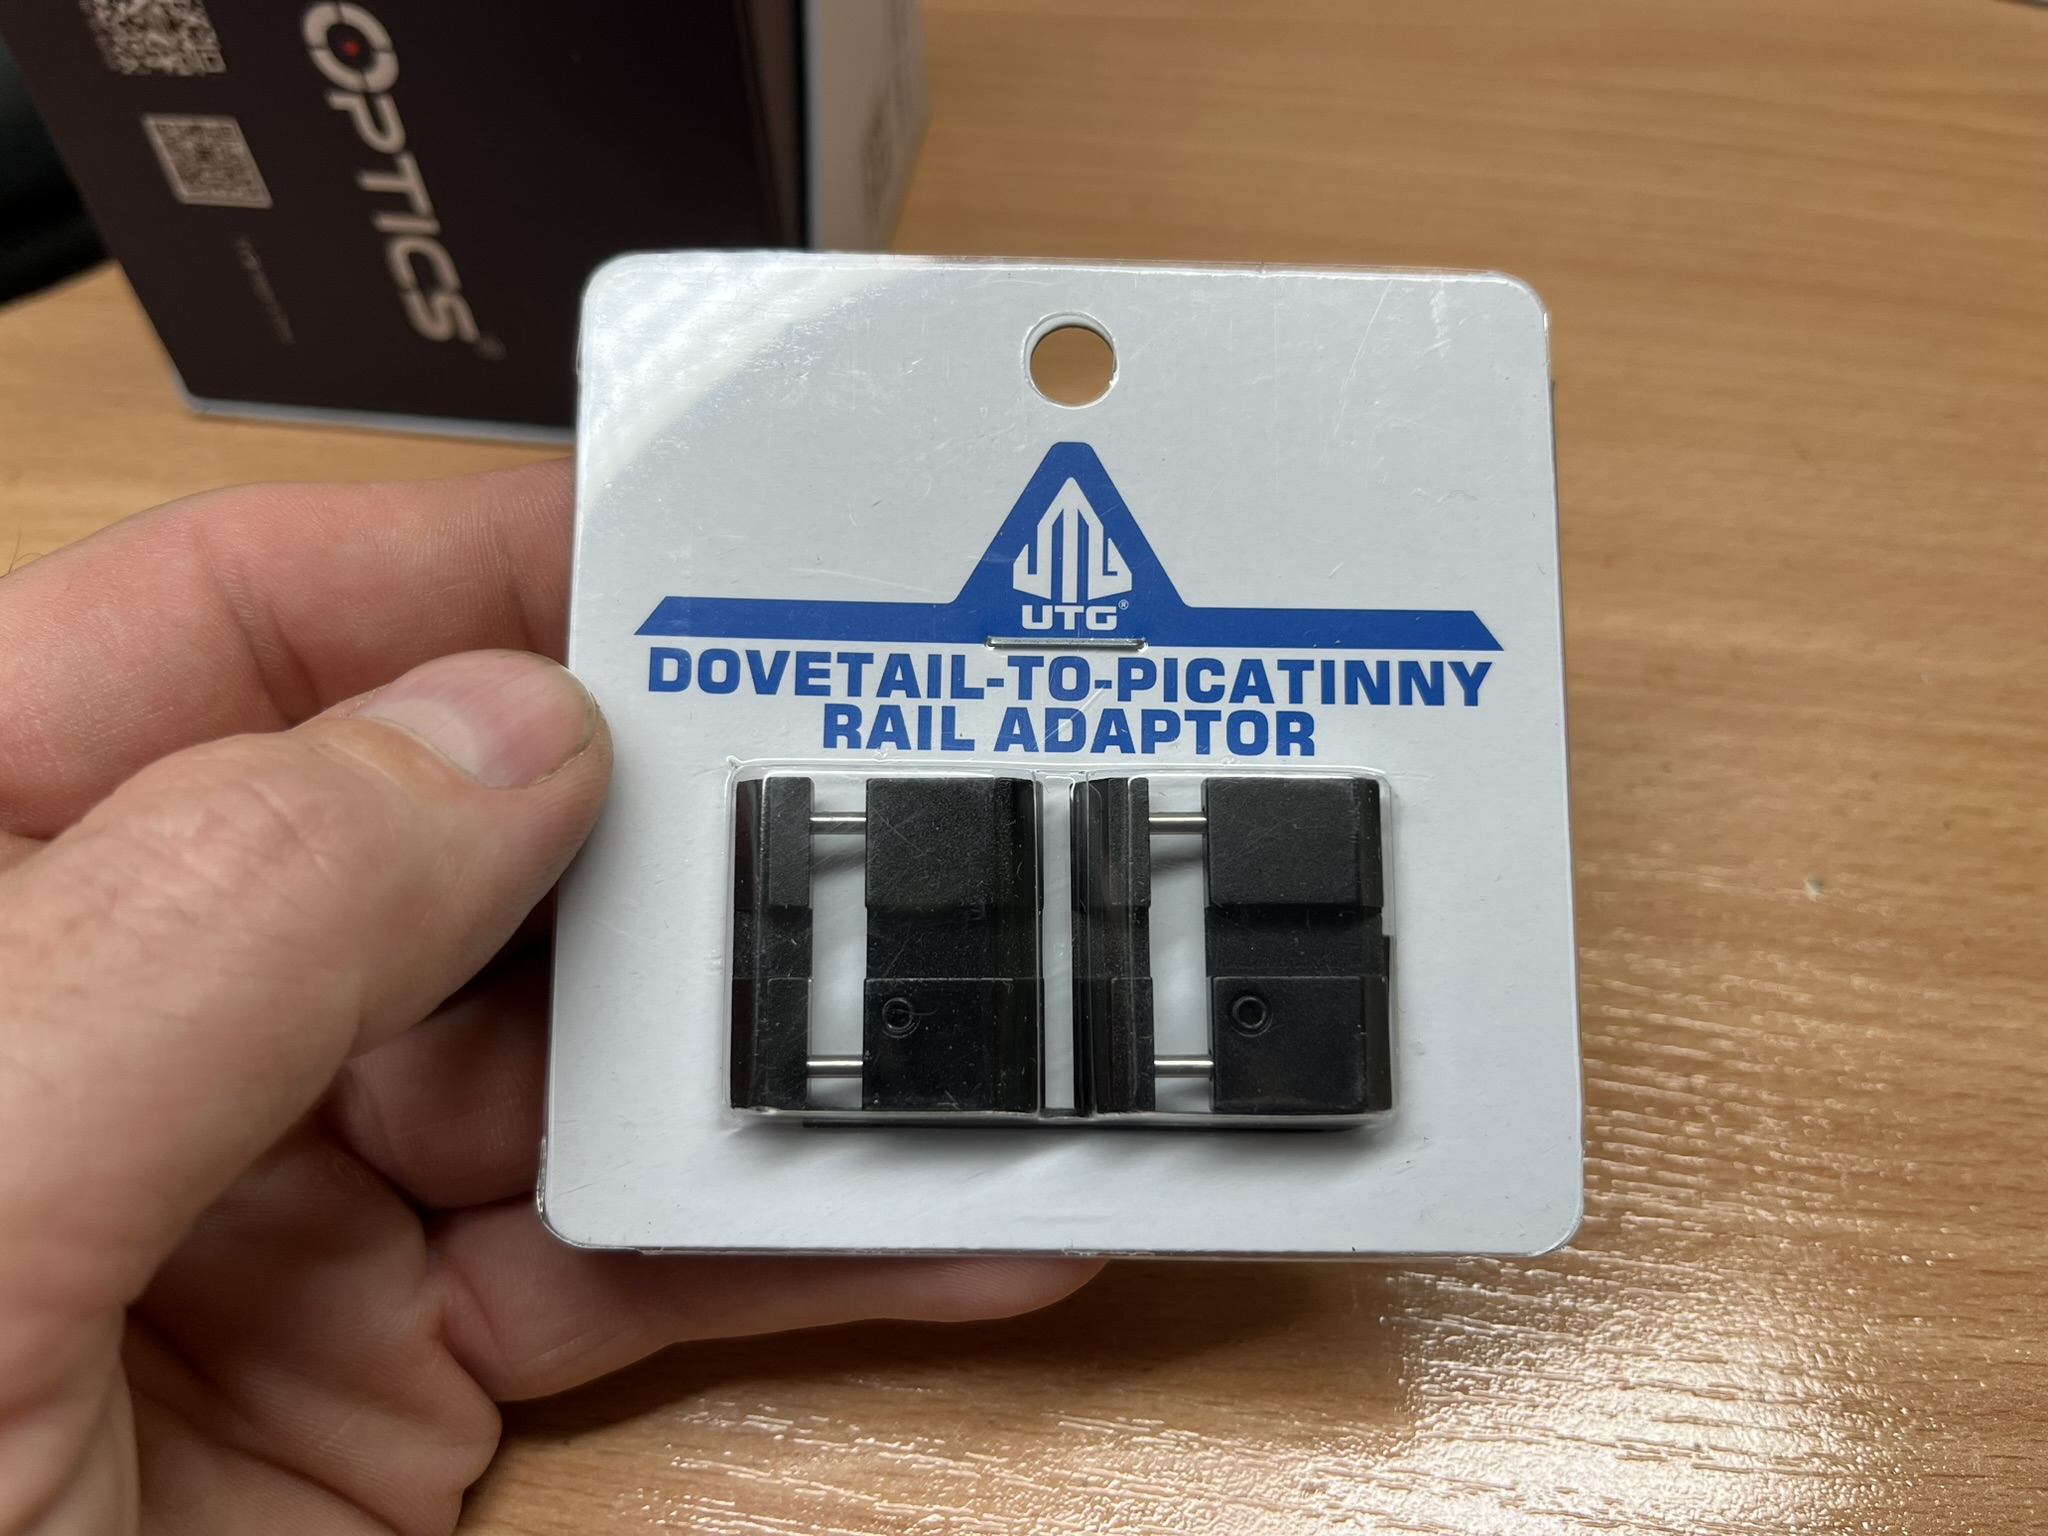 OPTICS®
UTG®
DOVETAIL-TO-PICATINNY
RAIL ADAPTOR